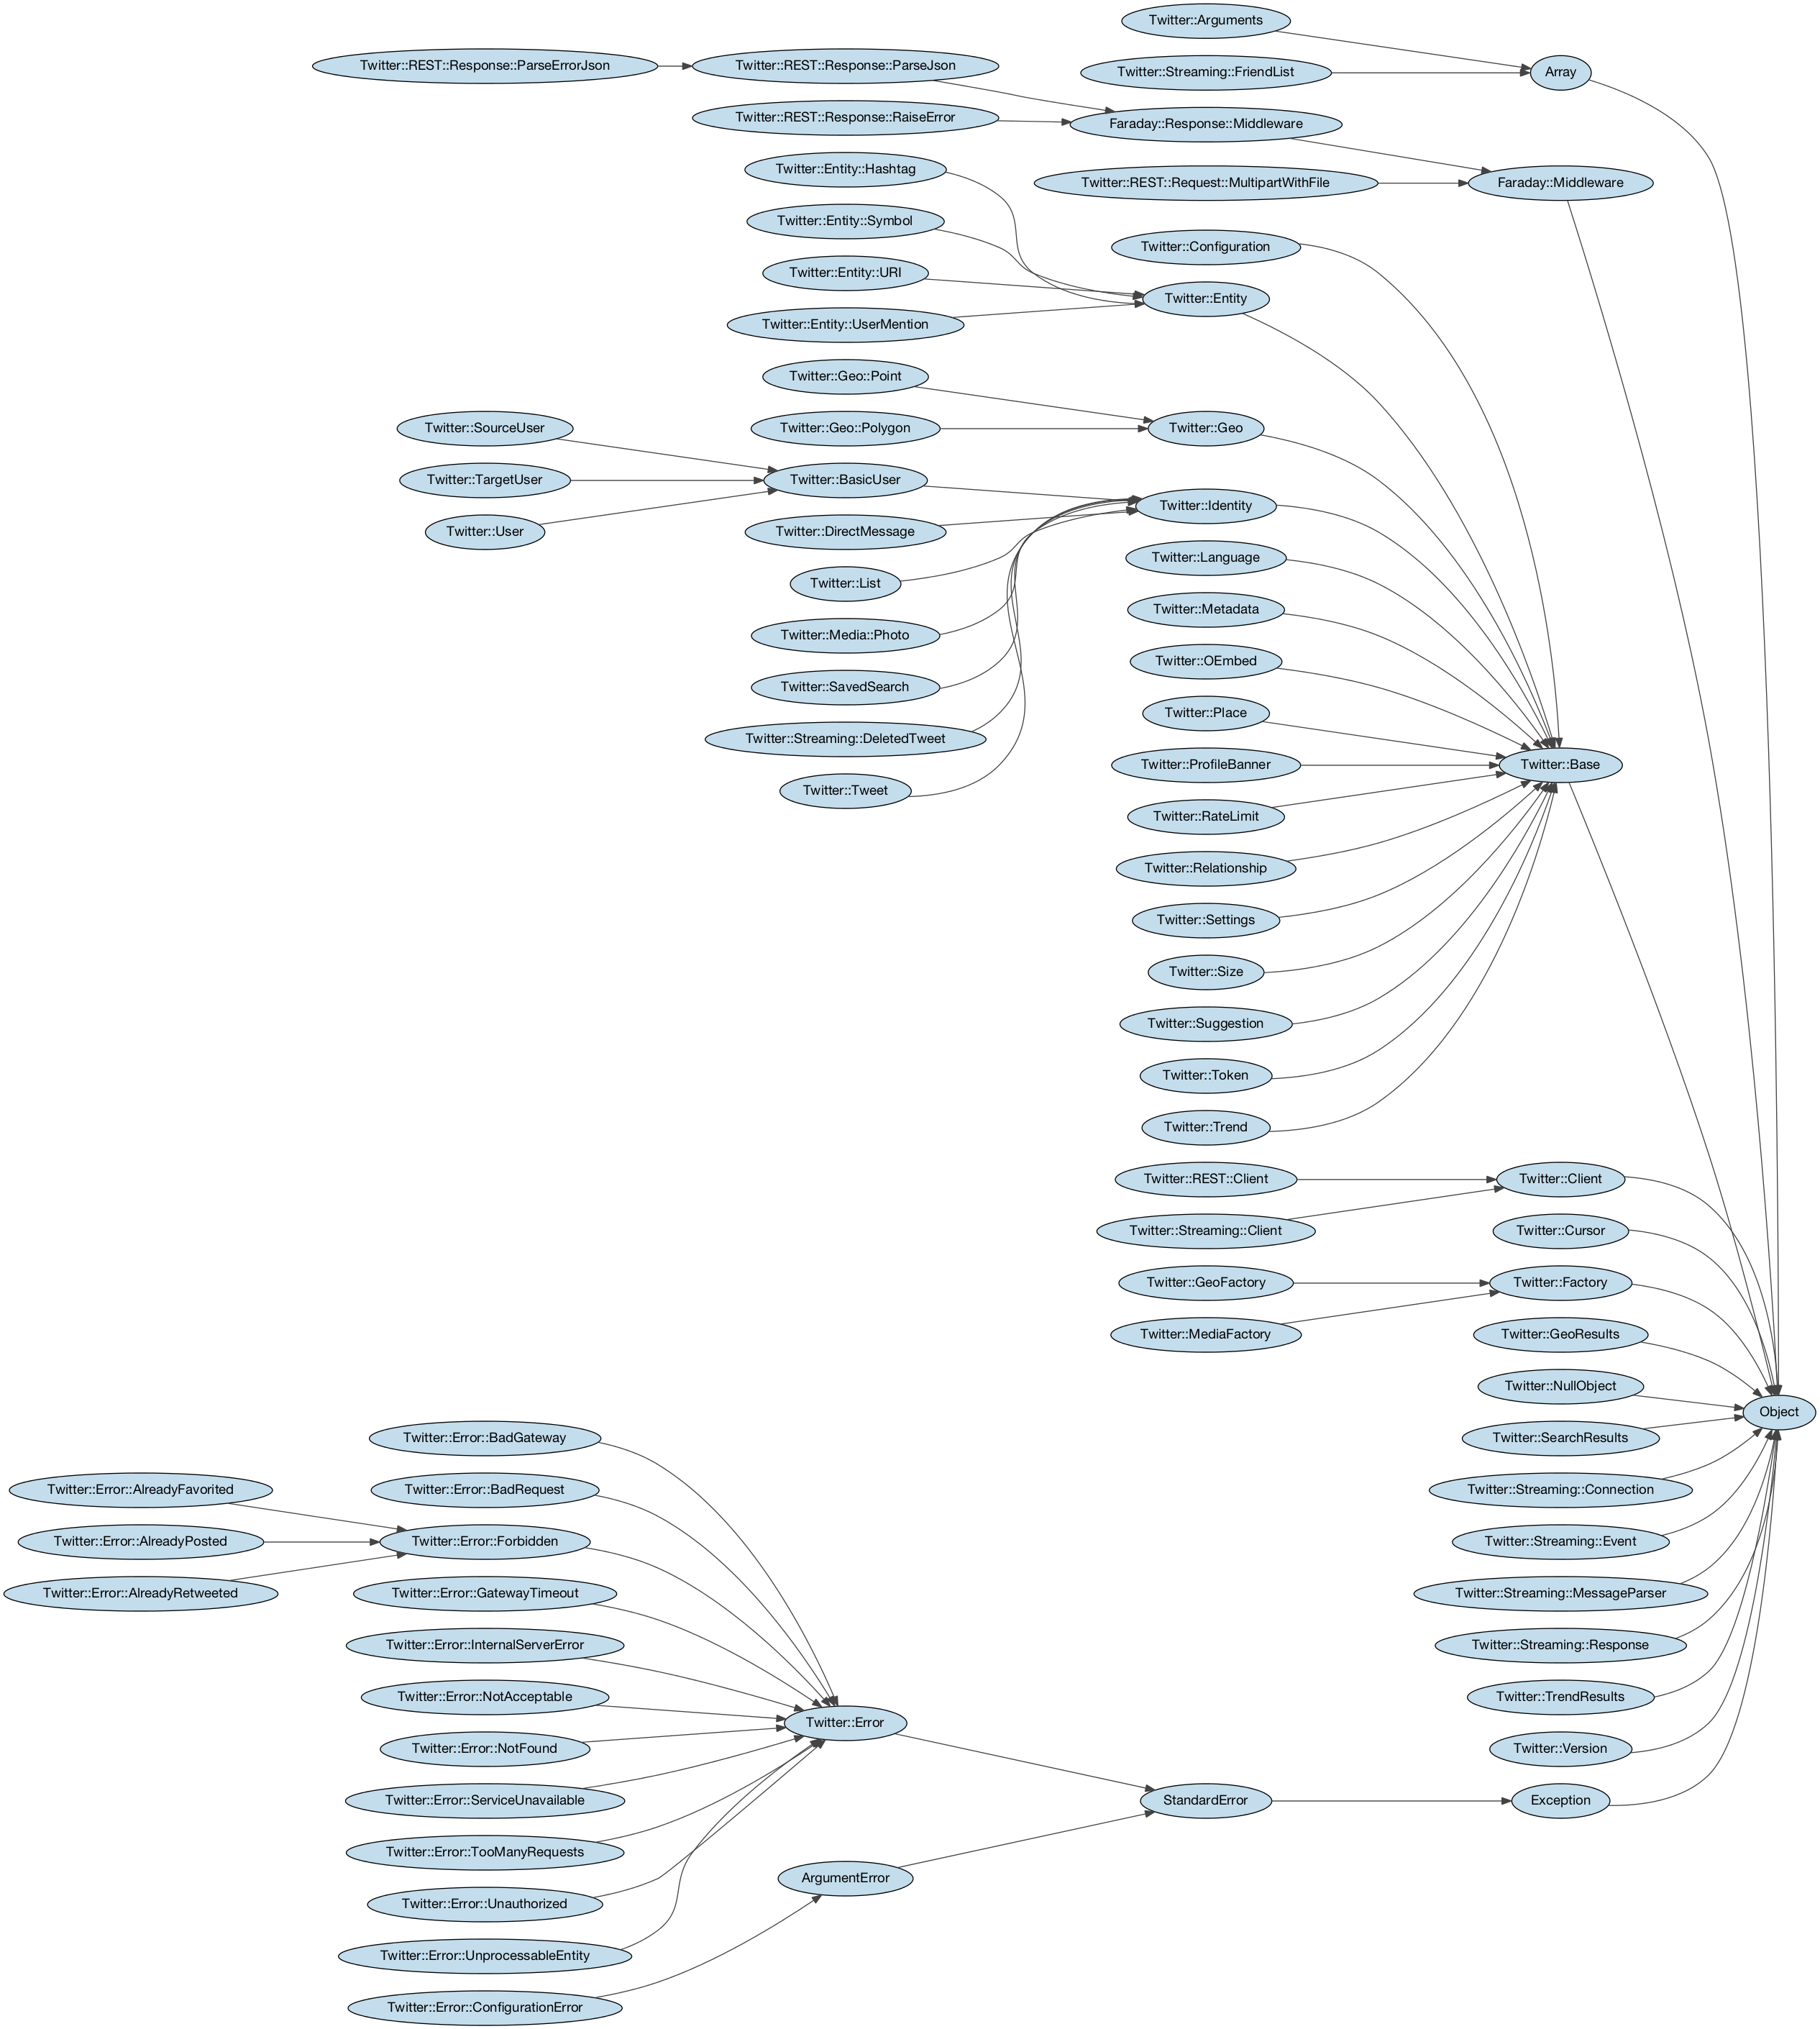 Twitter::Arguments
Twitter::REST::Response::ParseErrorJson
Twitter::REST::Response::ParseJson
Twitter::Streaming::FriendList
Array
Twitter::REST::Response::RaiseError
Faraday::Response::Middleware
Twitter::Entity::Hashtag
Twitter::REST::Request::MultipartWithFile
Faraday::Middleware
Twitter::Entity::Symbol
Twitter::Configuration
Twitter::Entity::URI
Twitter::Entity
Twitter::Entity::UserMention
Twitter::Geo::Point
Twitter::SourceUser
Twitter::Geo::Polygon
Twitter::Geo
Twitter::TargetUser
Twitter::BasicUser
Twitter::Identity
Twitter::User
Twitter::DirectMessage
Twitter::Language
Twitter::List
Twitter::Metadata
Twitter::Media::Photo
Twitter::OEmbed
Twitter::SavedSearch
Twitter::Place
Twitter::Streaming::DeletedTweet
Twitter::ProfileBanner
Twitter::Base
Twitter::Tweet
Twitter::RateLimit
Twitter::Relationship
Twitter::Settings
Twitter::Size
Twitter::Suggestion
Twitter::Token
Twitter::Trend
Twitter::REST::Client
Twitter::Client
Twitter::Streaming::Client
Twitter::Cursor
Twitter::GeoFactory
Twitter::Factory
Twitter::MediaFactory
Twitter::GeoResults
Twitter::NullObject
Object
Twitter::Error::BadGateway
Twitter::SearchResults
Twitter::Error::AlreadyFavorited
Twitter::Error::BadRequest
Twitter::Streaming::Connection
Twitter::Error::AlreadyPosted
Twitter::Error::Forbidden
Twitter::Streaming::Event
Twitter::Error::AlreadyRetweeted
Twitter::Error::GatewayTimeout
Twitter::Streaming::MessageParser
Twitter::Error::InternalServerError
Twitter::Streaming::Response
Twitter::Error::NotAcceptable
Twitter::TrendResults
Twitter::Error
Twitter::Error::NotFound
Twitter::Version
Twitter::Error::ServiceUnavailable
StandardError
Exception
Twitter::Error::TooManyRequests
ArgumentError
Twitter::Error::Unauthorized
Twitter::Error::UnprocessableEntity
Twitter::Error::ConfigurationError